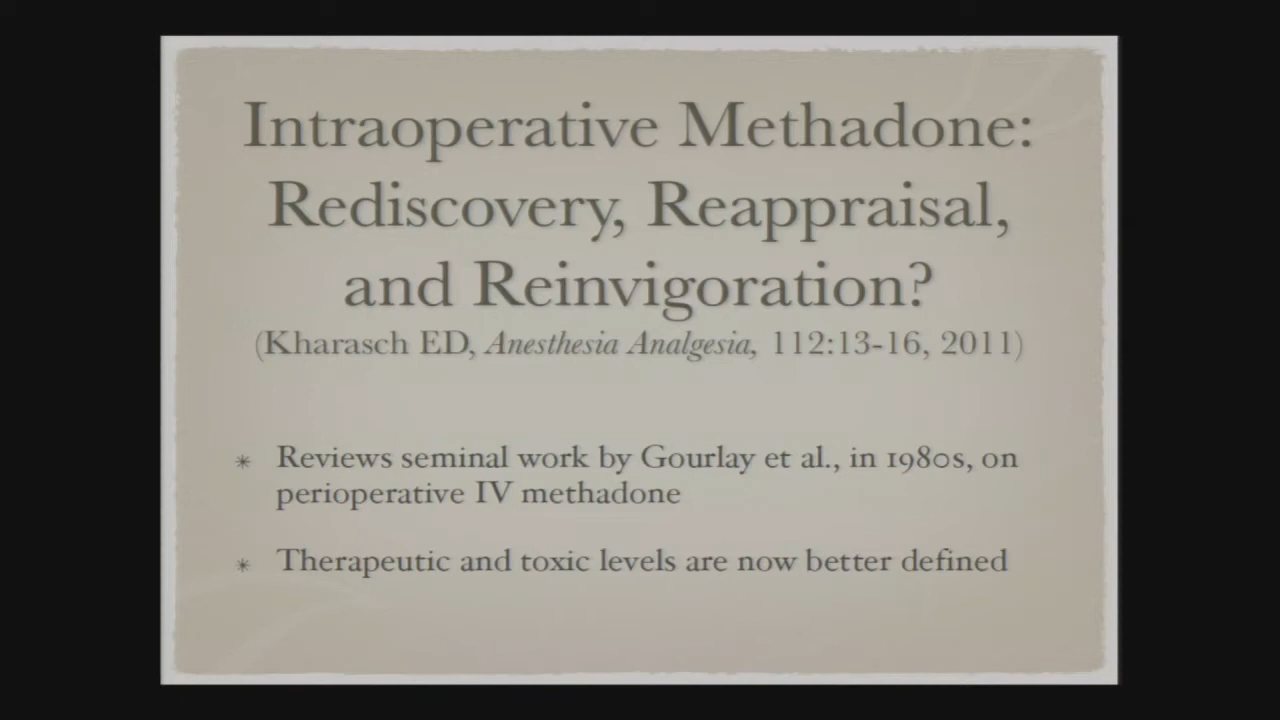 Intraoperative Methadone:
Rediscovery, Reappraisal,
and Reinvigoration?
(Kharasch ED, Anesthesia Analgesia, 112:13-16, 2011)
* Reviews seminal work by Gourlay et al., in 1980s, on
perioperative IV methadone
* Therapeutic and toxic levels are now better defined